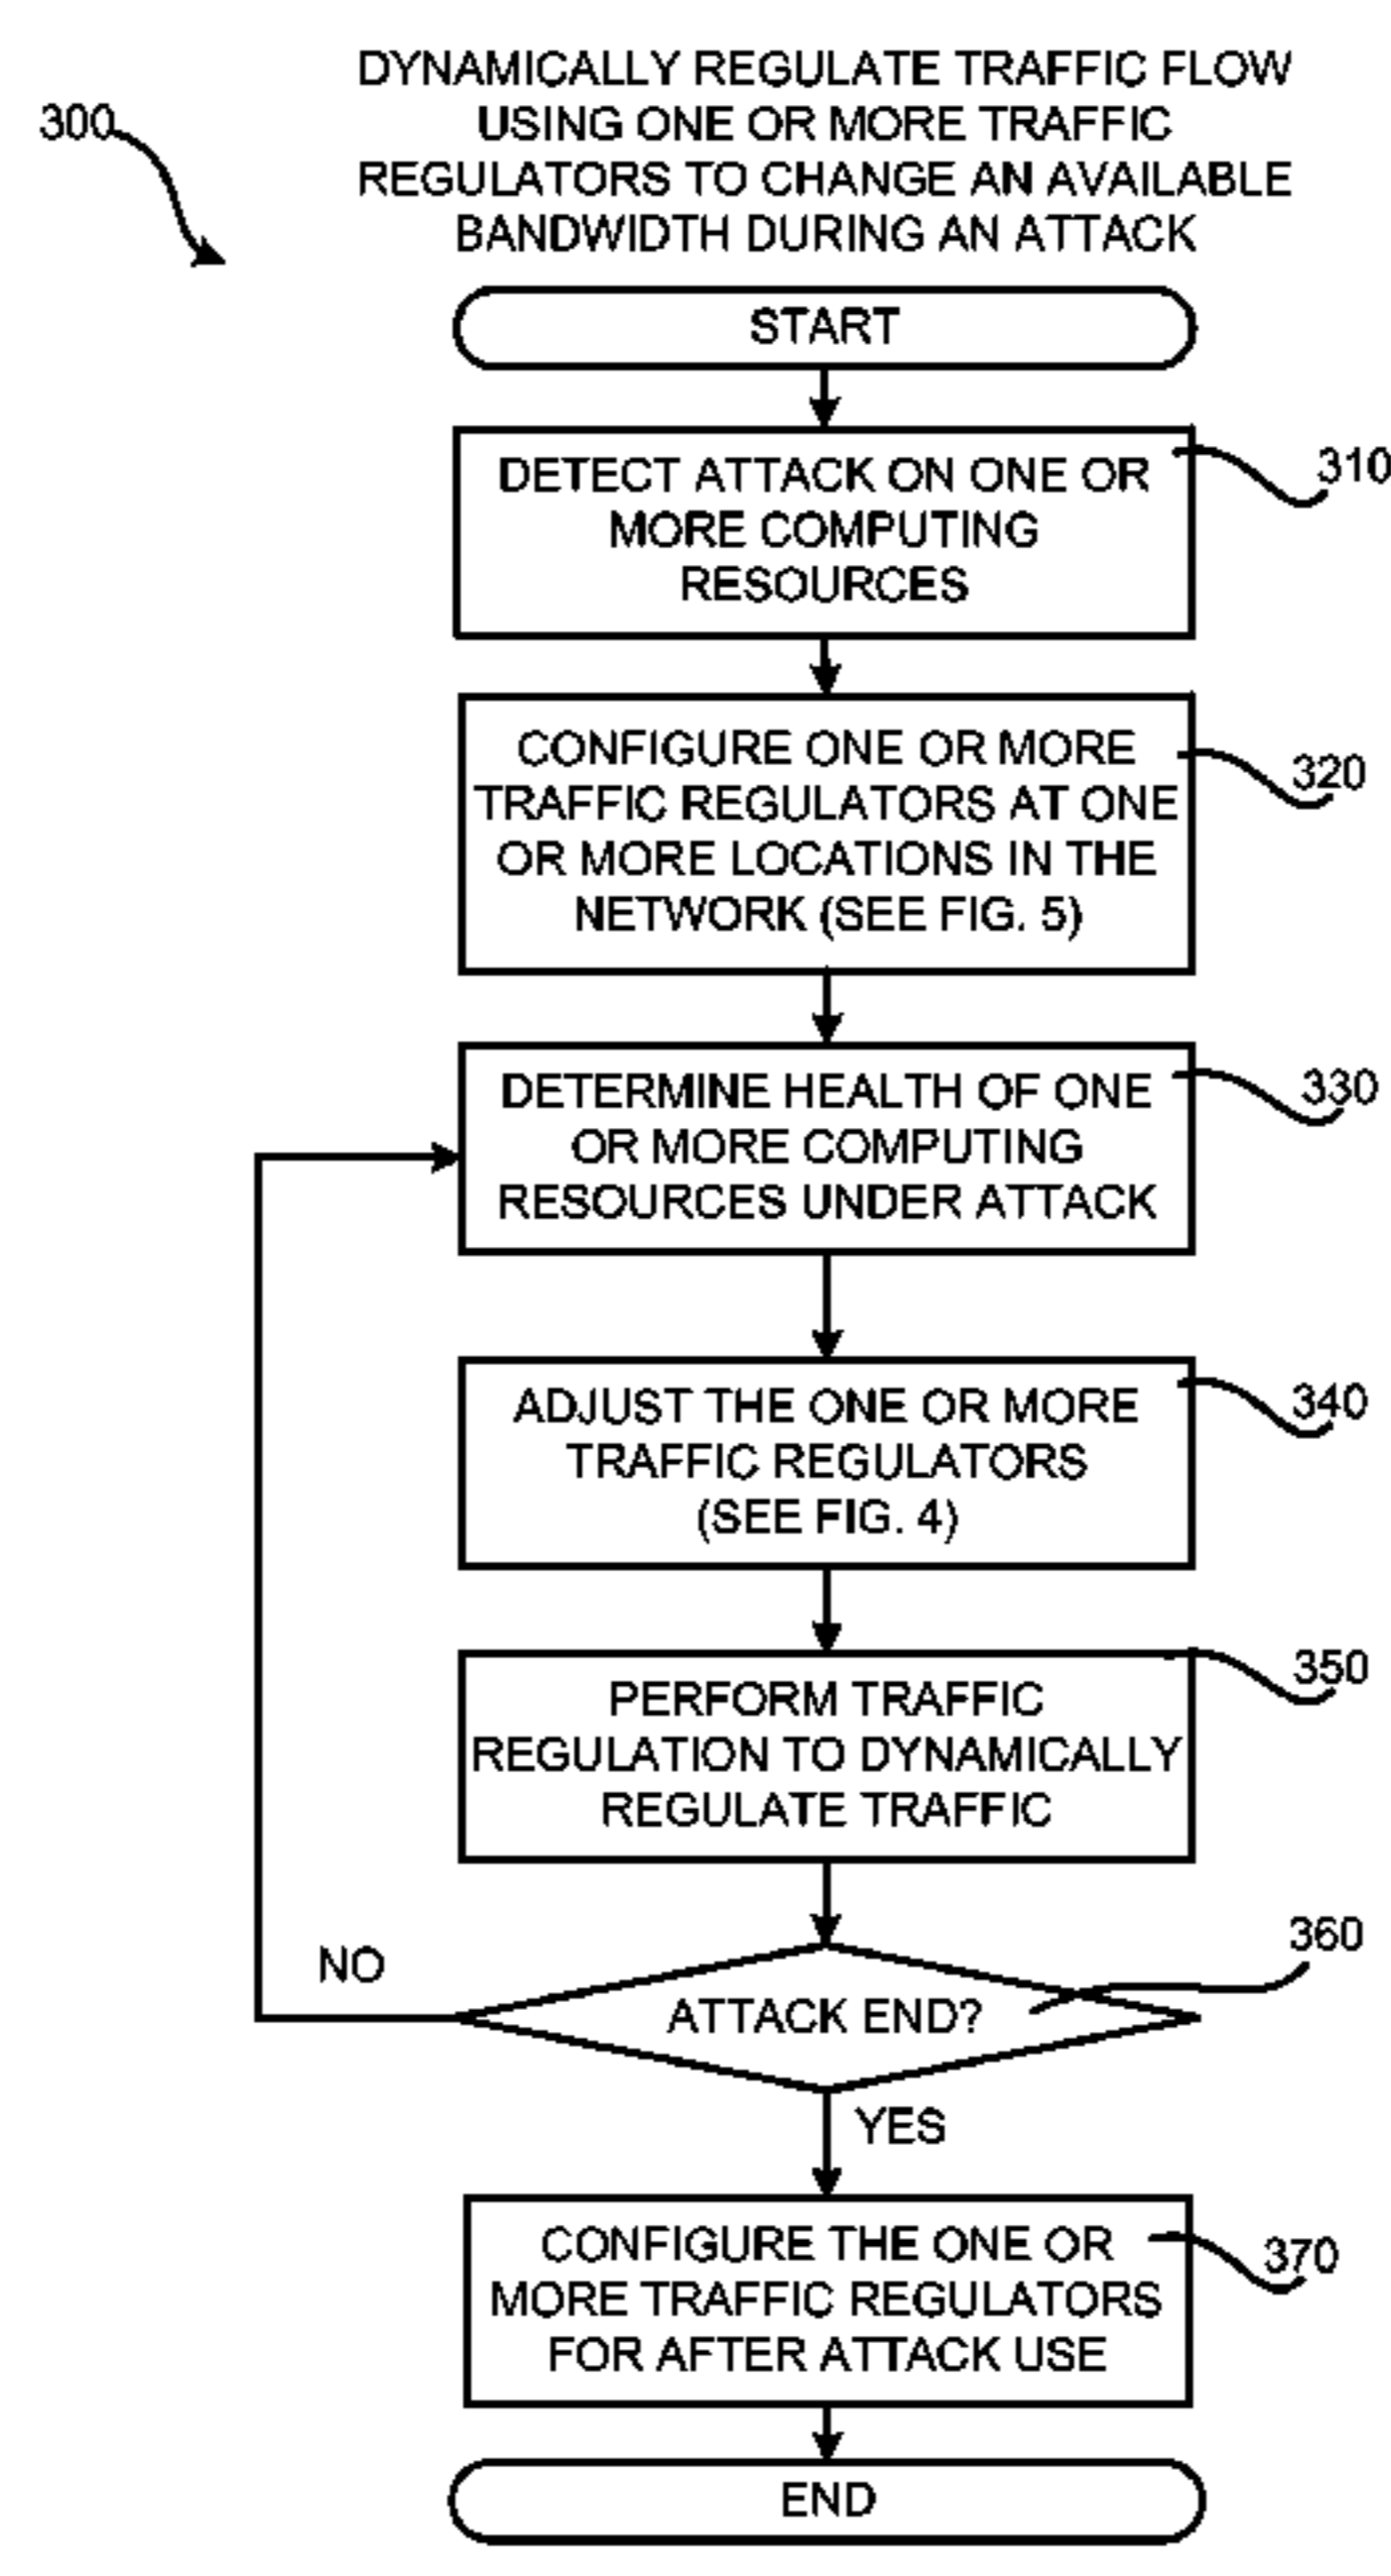 DYNAMICALLY REGULATE TRAFFIC FLOW
USING ONE OR MORE TRAFFIC
REGULATORS TO CHANGE AN AVAILABLE
BANDWIDTH DURING AN ATTACK
300
START
DETECT ATTACK ON ONE OR
MORE COMPUTING
RESOURCES
310
CONFIGURE ONE OR MORE
TRAFFIC REGULATORS AT ONE
OR MORE LOCATIONS IN THE
NETWORK (SEE FIG. 5)
320
DETERMINE HEALTH OF ONE
OR MORE COMPUTING
RESOURCES UNDER ATTACK
330
ADJUST THE ONE OR MORE
TRAFFIC REGULATORS
(SEE FIG. 4)
340
PERFORM TRAFFIC
REGULATION TO DYNAMICALLY
REGULATE TRAFFIC
350
ATTACK END?
360
NO
YES
CONFIGURE THE ONE OR
MORE TRAFFIC REGULATORS
FOR AFTER ATTACK USE
370
END